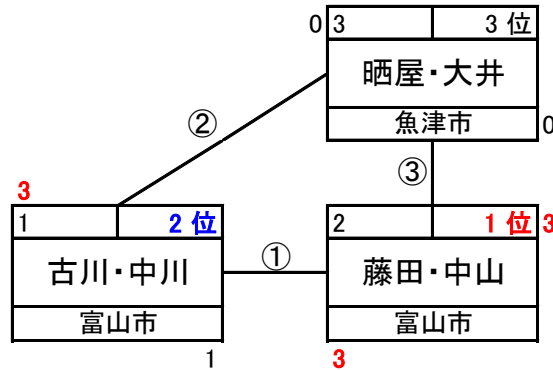 0 3 3 位
晒屋・大井
魚津市 0
②
③
3
1 2 位
古川・中川
富山市
1
①
2 1 位 3
藤田・中山
富山市
3